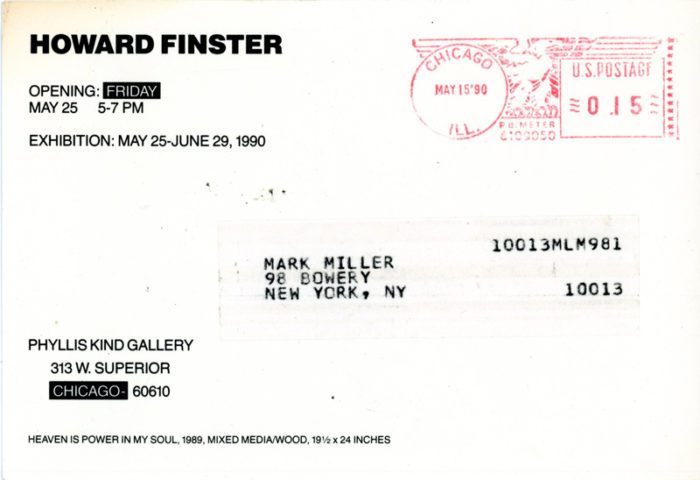 HOWARD FINSTER
OPENING: FRIDAY
MAY 25 5-7 PM
EXHIBITION: MAY 25-JUNE 29, 1990
CHICAGO
MAY 15'90
ILL.
U.S. POSTAGE
0.15
P.B. METER
6109050
10013MLM981
MARK MILLER
98 BOWERY
NEW YORK, NY 10013
PHYLLIS KIND GALLERY
313 W. SUPERIOR
CHICAGO- 60610
HEAVEN IS POWER IN MY SOUL, 1989, MIXED MEDIA/WOOD, 19½ x 24 INCHES